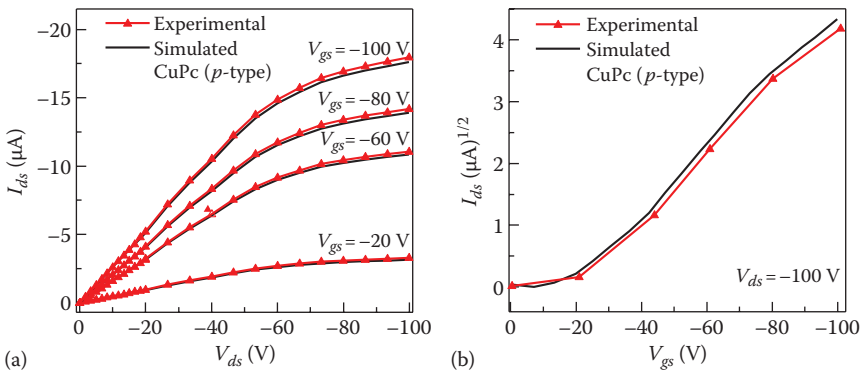 Experimental
Simulated
CuPc (p-type)
Vgs = −100 V
Vgs = −80 V
Vgs = −60 V
Vgs = −20 V
−20
−15
−10
−5
0
Ids (μA)
0
−20
−40
−60
−80
−100
Vds (V)
(a)
Experimental
Simulated
CuPc (p-type)
Vds = −100 V
4
3
2
1
0
Ids (μA)1/2
0
−20
−40
−60
−80
−100
Vgs (V)
(b)